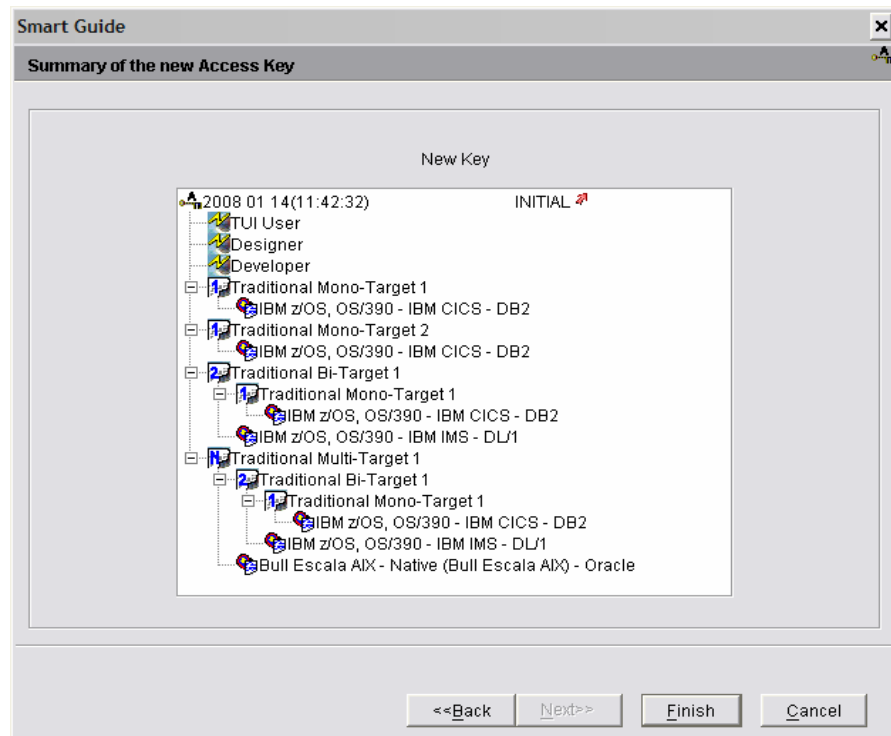 Smart Guide
Summary of the new Access Key
New Key
2008 01 14(11:42:32) INITIAL
TUI User
Designer
Developer
Traditional Mono-Target 1
IBM z/OS, OS/390 - IBM CICS - DB2
Traditional Mono-Target 2
IBM z/OS, OS/390 - IBM CICS - DB2
Traditional Bi-Target 1
Traditional Mono-Target 1
IBM z/OS, OS/390 - IBM CICS - DB2
IBM z/OS, OS/390 - IBM IMS - DL/1
Traditional Multi-Target 1
Traditional Bi-Target 1
Traditional Mono-Target 1
IBM z/OS, OS/390 - IBM CICS - DB2
IBM z/OS, OS/390 - IBM IMS - DL/1
Bull Escala AIX - Native (Bull Escala AIX) - Oracle
<<Back Next>> Finish Cancel